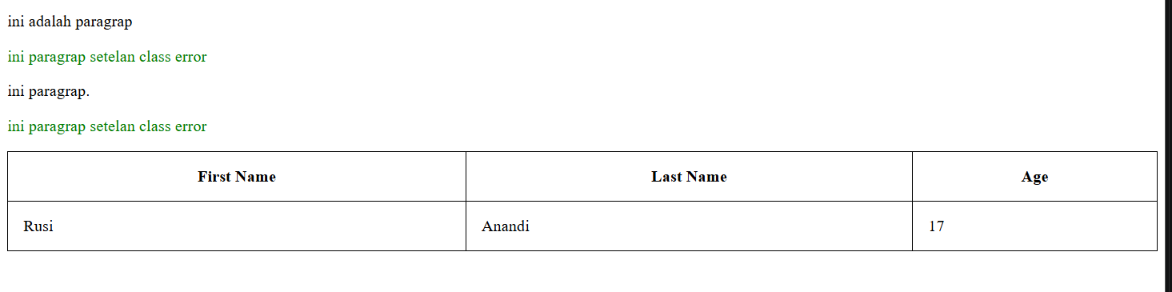 ini adalah paragrap
ini paragrap setelan class error
ini paragrap.
ini paragrap setelan class error
First Name Last Name Age
Rusi Anandi 17